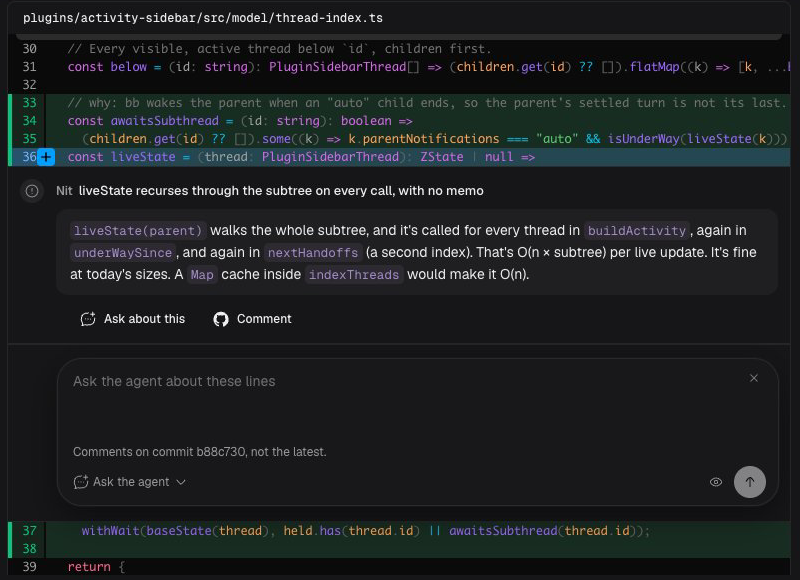 plugins/activity-sidebar/src/model/thread-index.ts
30 // Every visible, active thread below `id`, children first.
31 const below = (id: string): PluginSidebarThread[] => (children.get(id) ?? []).flatMap((k) => [k, ...b
32
33 // why: bb wakes the parent when an "auto" child ends, so the parent's settled turn is not its last.
34 const awaitsSubthread = (id: string): boolean =>
35 (children.get(id) ?? []).some((k) => k.parentNotifications === "auto" && isUnderWay(liveState(k)))
36 + const liveState = (thread: PluginSidebarThread): ZState | null =>
Nit liveState recurses through the subtree on every call, with no memo
liveState(parent) walks the whole subtree, and it's called for every thread in buildActivity, again in
underWaySince, and again in nextHandoffs (a second index). That's O(n × subtree) per live update. It's fine
at today's sizes. A Map cache inside indexThreads would make it O(n).
Ask about this Comment
Ask the agent about these lines
Comments on commit b88c730, not the latest.
Ask the agent
37 withWait(baseState(thread), held.has(thread.id) || awaitsSubthread(thread.id));
38
39 return {